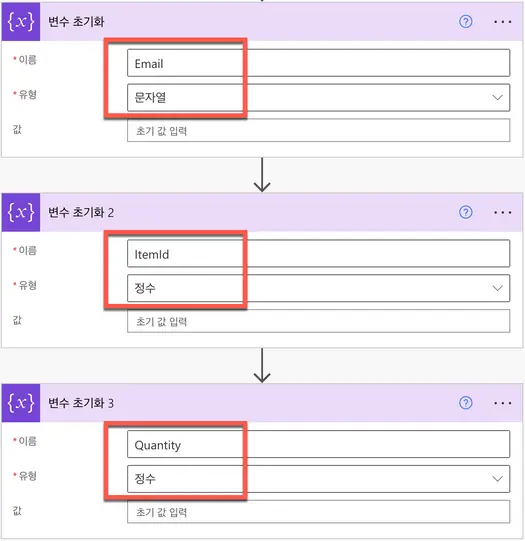 {x} 변수 초기화 ? ...
* 이름 Email
* 유형 문자열
값 초기 값 입력
{x} 변수 초기화 2 ? ...
* 이름 ItemId
* 유형 정수
값 초기 값 입력
{x} 변수 초기화 3 ? ...
* 이름 Quantity
* 유형 정수
값 초기 값 입력